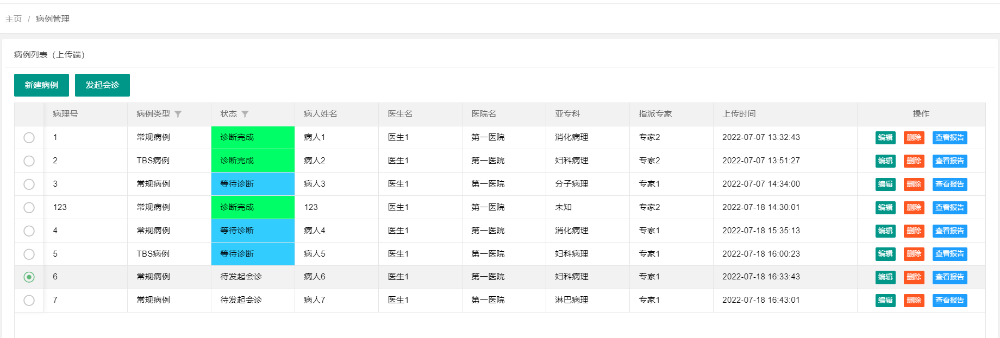 主页 / 病例管理
病例列表（上传端）
新建病例 发起会诊
病理号 病例类型 状态 病人姓名 医生名 医院名 亚专科 指派专家 上传时间 操作
1 常规病例 诊断完成 病人1 医生1 第一医院 消化病理 专家2 2022-07-07 13:32:43 编辑 删除 查看报告
2 TBS病例 诊断完成 病人2 医生1 第一医院 妇科病理 专家2 2022-07-07 13:51:27 编辑 删除 查看报告
3 常规病例 等待诊断 病人3 医生1 第一医院 分子病理 专家1 2022-07-07 14:34:00 编辑 删除 查看报告
123 常规病例 诊断完成 123 医生1 第一医院 未知 专家2 2022-07-18 14:30:01 编辑 删除 查看报告
4 常规病例 等待诊断 病人4 医生1 第一医院 消化病理 专家1 2022-07-18 15:35:13 编辑 删除 查看报告
5 TBS病例 等待诊断 病人5 医生1 第一医院 妇科病理 专家1 2022-07-18 16:00:23 编辑 删除 查看报告
6 常规病例 待发起会诊 病人6 医生1 第一医院 妇科病理 专家1 2022-07-18 16:33:43 编辑 删除 查看报告
7 常规病例 待发起会诊 病人7 医生1 第一医院 淋巴病理 专家1 2022-07-18 16:43:01 编辑 删除 查看报告